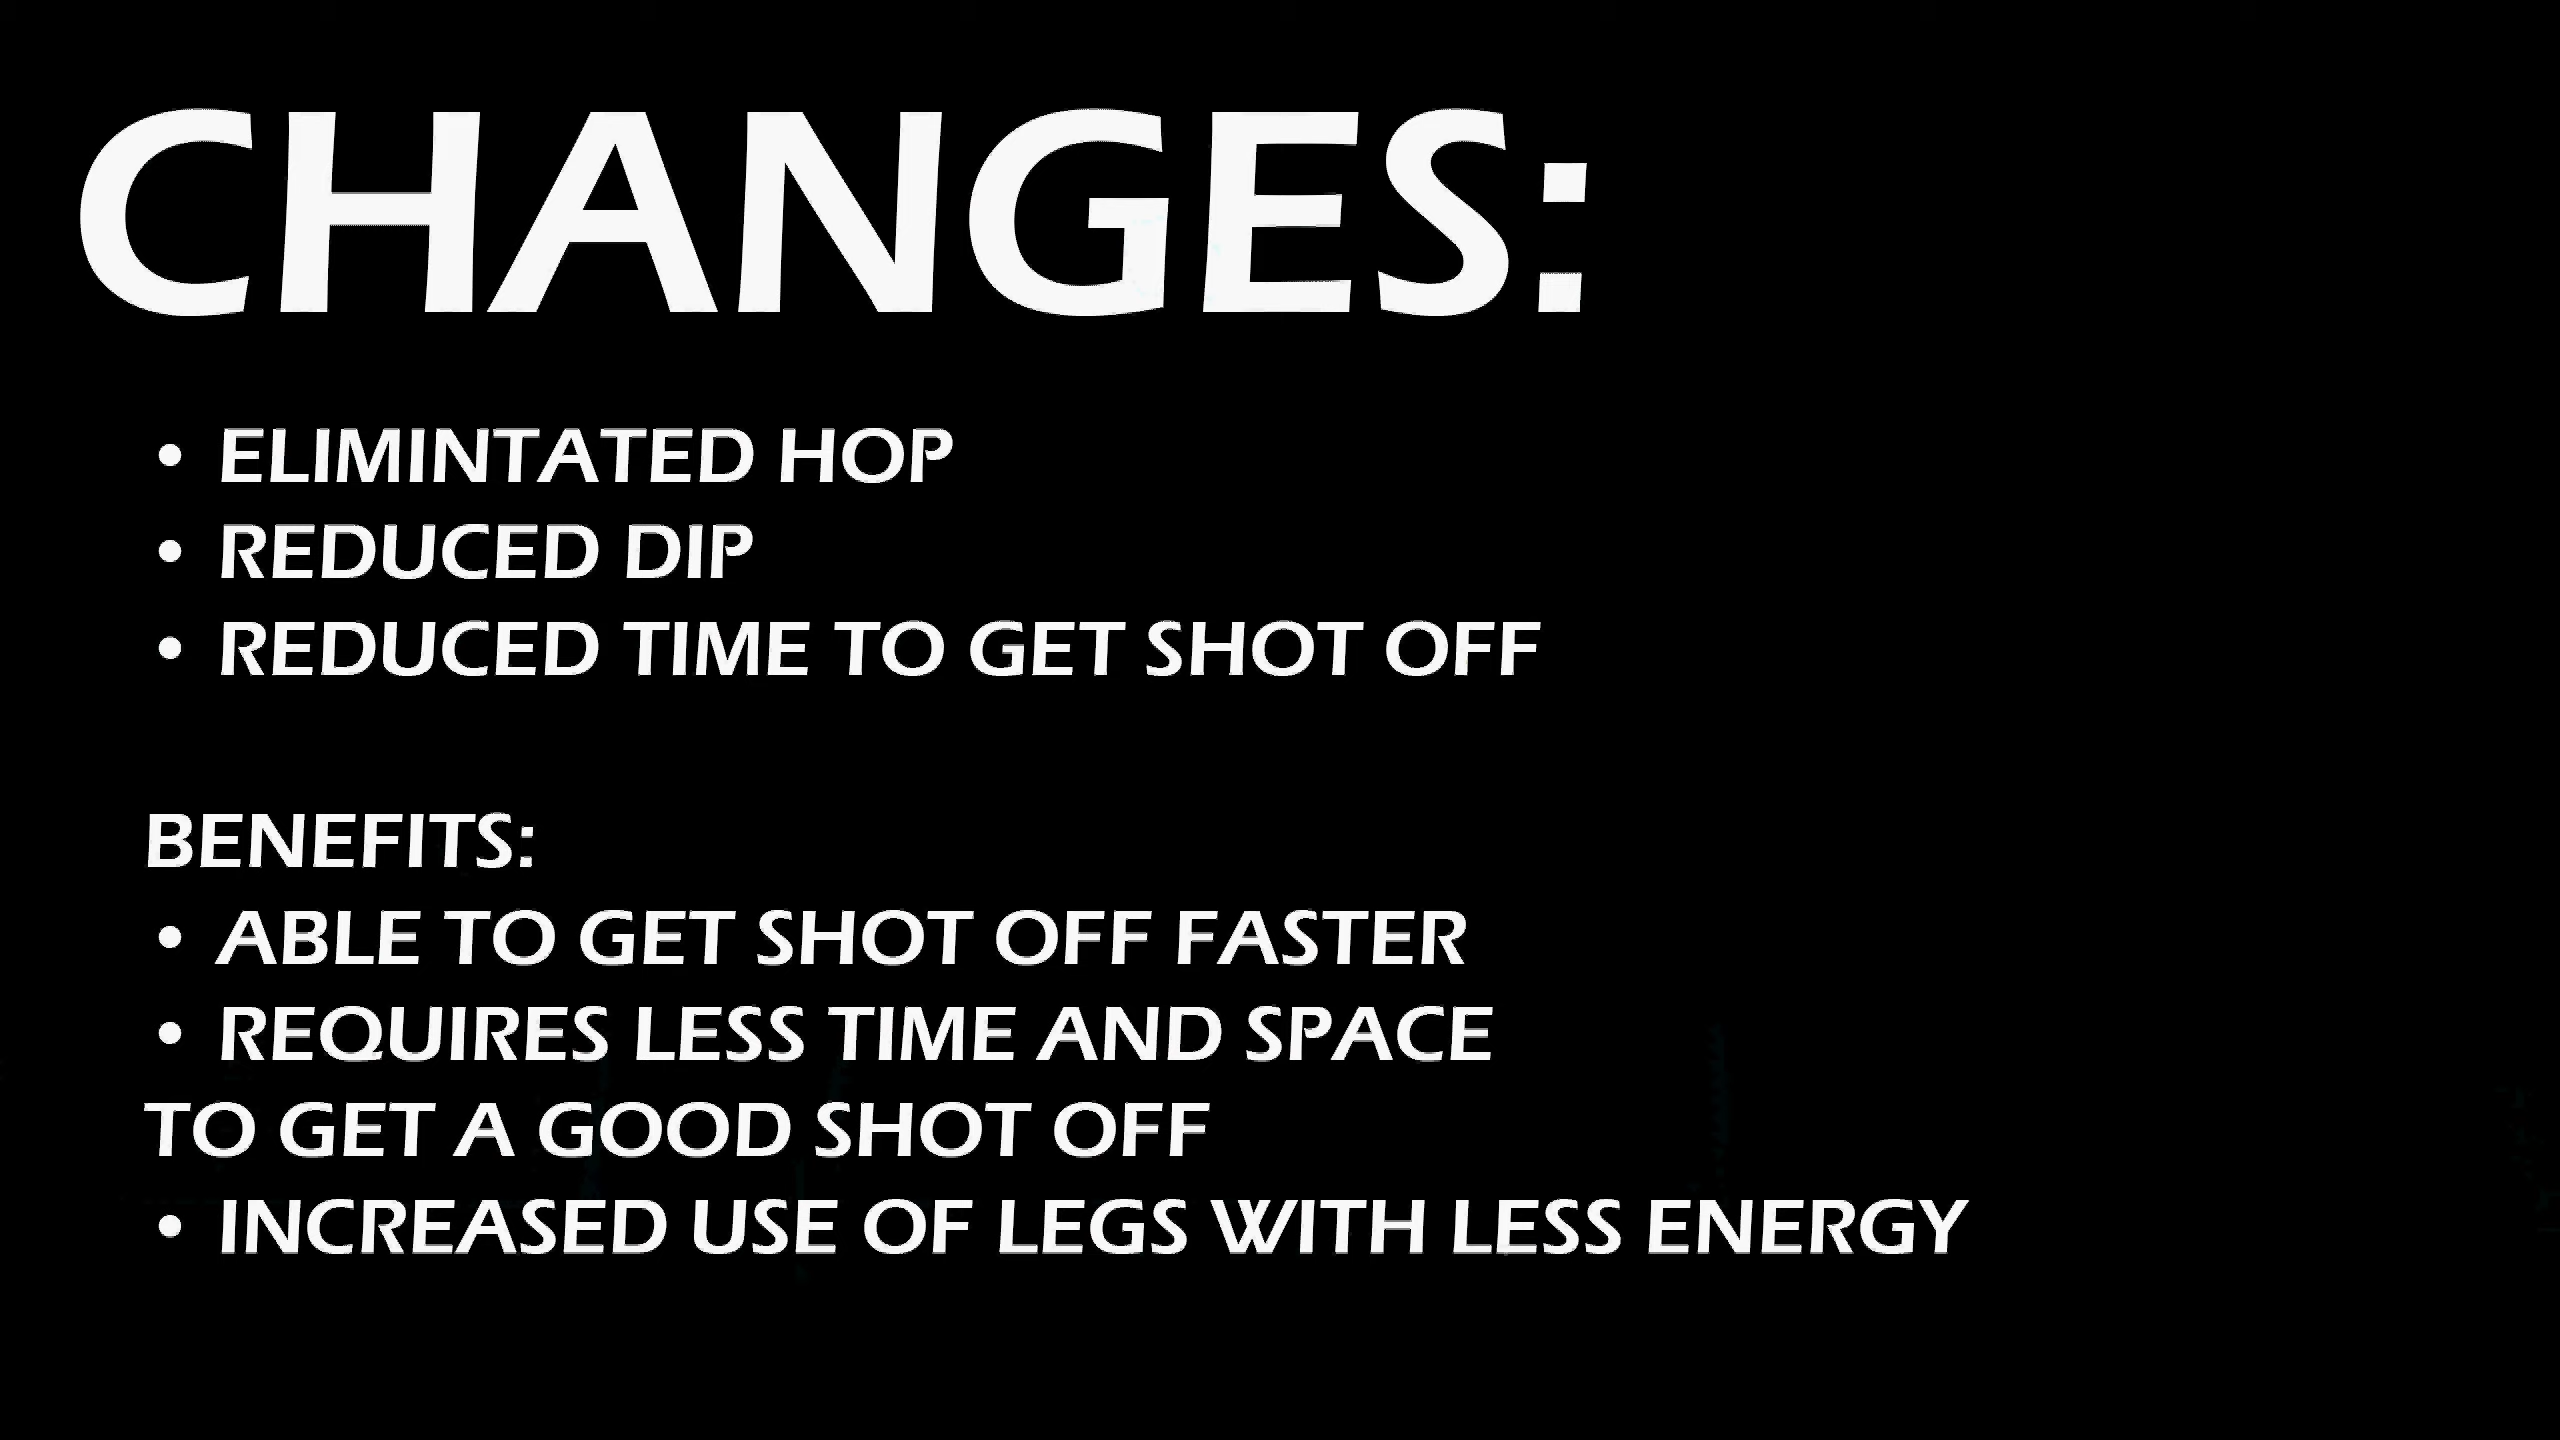 CHANGES:
• ELIMINTATED HOP
• REDUCED DIP
• REDUCED TIME TO GET SHOT OFF
BENEFITS:
• ABLE TO GET SHOT OFF FASTER
• REQUIRES LESS TIME AND SPACE
TO GET A GOOD SHOT OFF
• INCREASED USE OF LEGS WITH LESS ENERGY